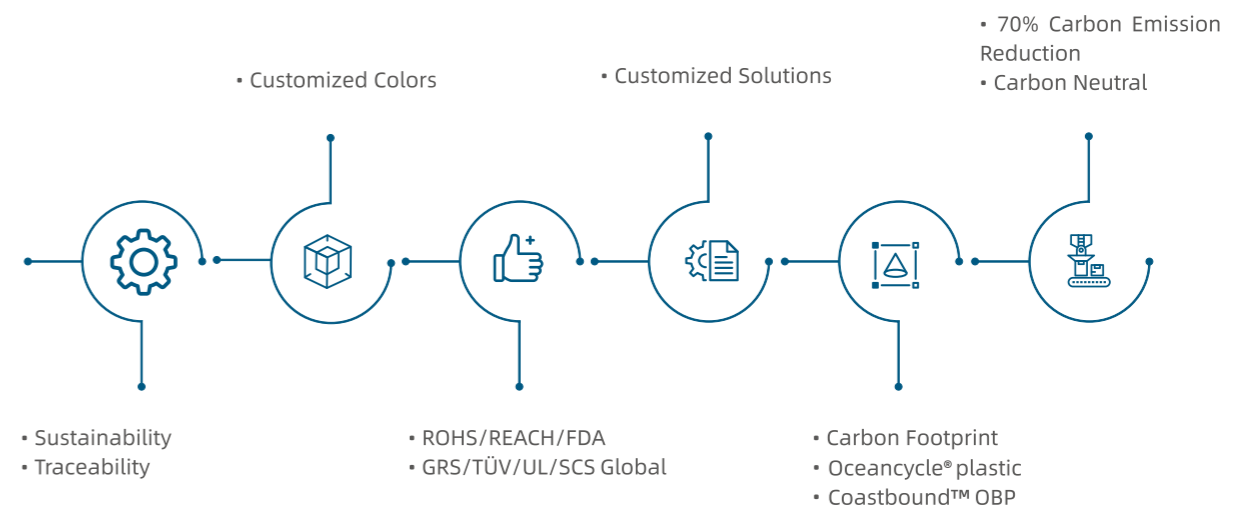 • Sustainability
• Traceability
• Customized Colors
• ROHS/REACH/FDA
• GRS/TÜV/UL/SCS Global
• Customized Solutions
• Carbon Footprint
• Oceancycle® plastic
• Coastbound™ OBP
• 70% Carbon Emission
Reduction
• Carbon Neutral